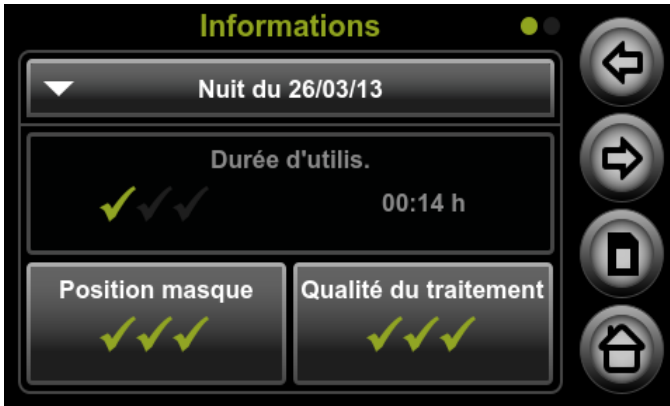 Informations
Nuit du 26/03/13
Durée d'utilis.
00:14 h
Position masque
Qualité du traitement